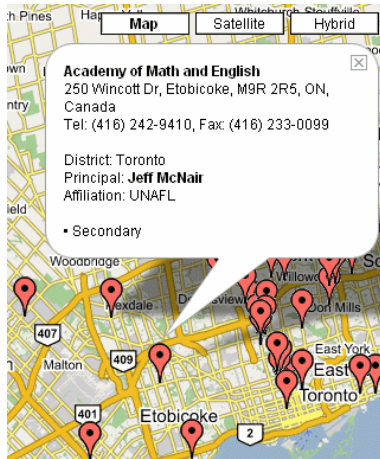 h Pines
Map
Satellite
Hybrid
Academy of Math and English
250 Wincott Dr, Etobicoke, M9R 2R5, ON,
Canada
Tel: (416) 242-9410, Fax: (416) 233-0099
District: Toronto
Principal: Jeff McNair
Affiliation: UNAFL
▪ Secondary
Woodbridge
Willow
Don Mills
407
Malton
409
East York
East
Toronto
401
Etobicoke
2